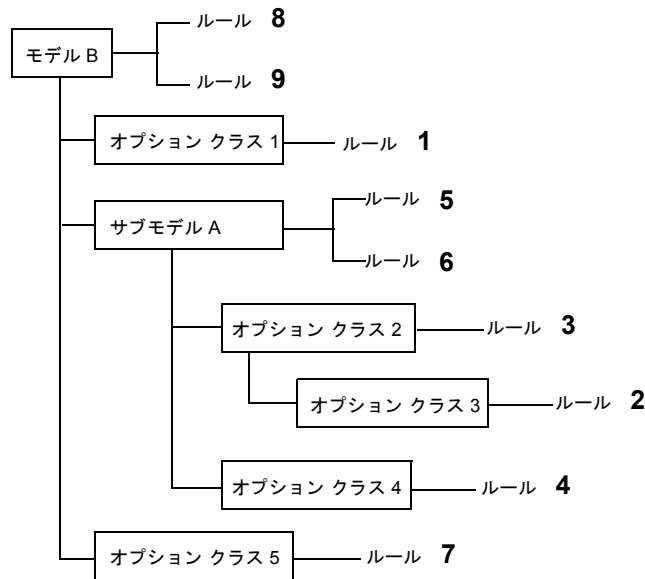 ルール 8
モデル B
ルール 9
オプション クラス 1
ルール 1
ルール 5
サブモデル A
ルール 6
オプション クラス 2
ルール 3
オプション クラス 3
ルール 2
オプション クラス 4
ルール 4
オプション クラス 5
ルール 7